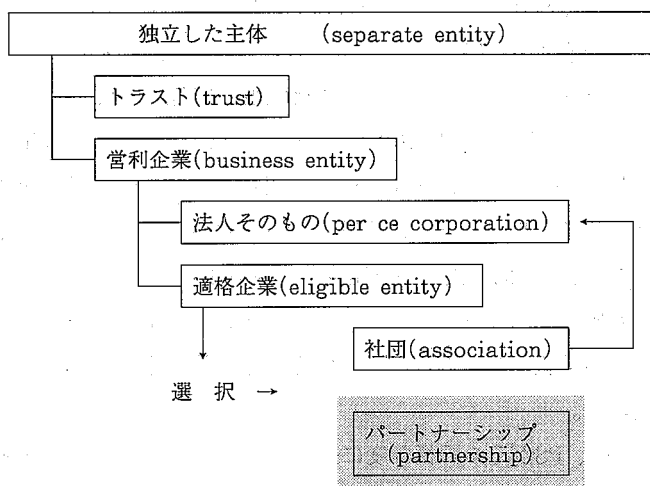 独立した主体 (separate entity)
トラスト(trust)
営利企業(business entity)
法人そのもの(per ce corporation)
適格企業(eligible entity)
社団(association)
選 択 →
パートナーシップ
(partnership)